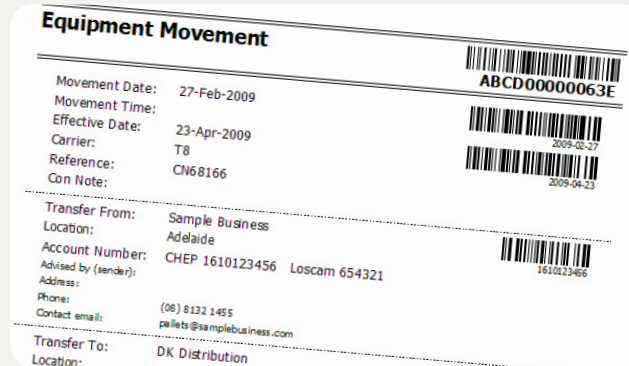 Equipment Movement
ABCD00000063E
Movement Date: 27-Feb-2009
2009-02-27
Movement Time:
Effective Date: 23-Apr-2009
2009-04-23
Carrier: T8
Reference: CN68166
Con Note:
Transfer From: Sample Business
Location: Adelaide
Account Number: CHEP 1610123456 Loscam 654321
1610123456
Advised by (sender):
Address:
Phone: (08) 8132 1455
Contact email: pallets@samplebusiness.com
Transfer To: DK Distribution
Location: